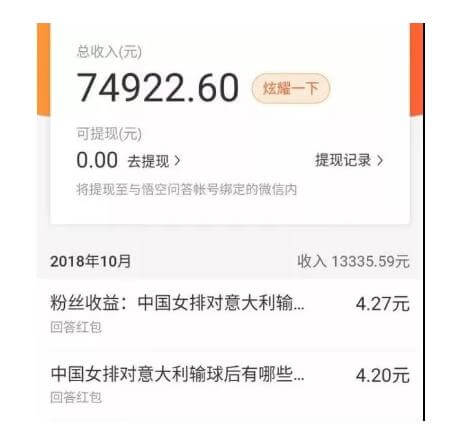 总收入(元)
74922.60 炫耀一下
可提现(元)
0.00 去提现 > 提现记录 >
将提现至与悟空问答帐号绑定的微信内
2018年10月 收入 13335.59元
粉丝收益：中国女排对意大利输... 4.27元
回答红包
中国女排对意大利输球后有哪些... 4.20元
回答红包